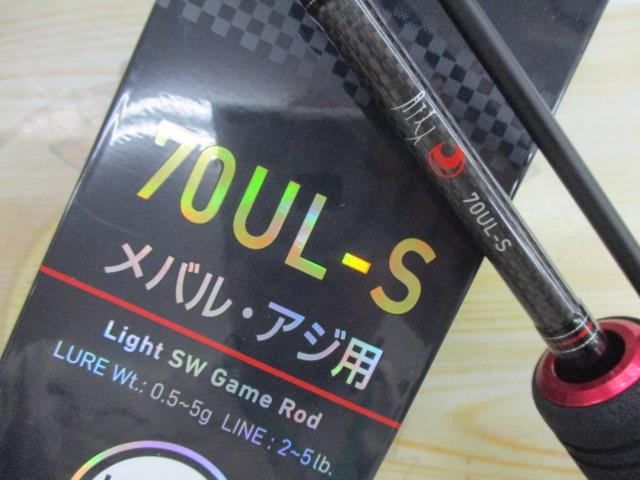 70UL-S
メバル・アジ用
Light SW Game Rod
LURE Wt.: 0.5~5g LINE : 2~5lb.
70UL-S